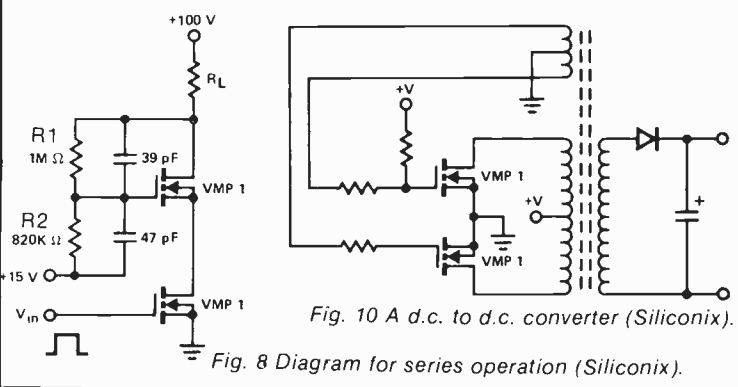 +100 V
RL
R1
1M Ω
39 pF
VMP 1
R2
820K Ω
47 pF
+15 V
VMP 1
Vin
Fig. 8 Diagram for series operation (Siliconix).
+V
VMP 1
+V
VMP 1
+
Fig. 10 A d.c. to d.c. converter (Siliconix).